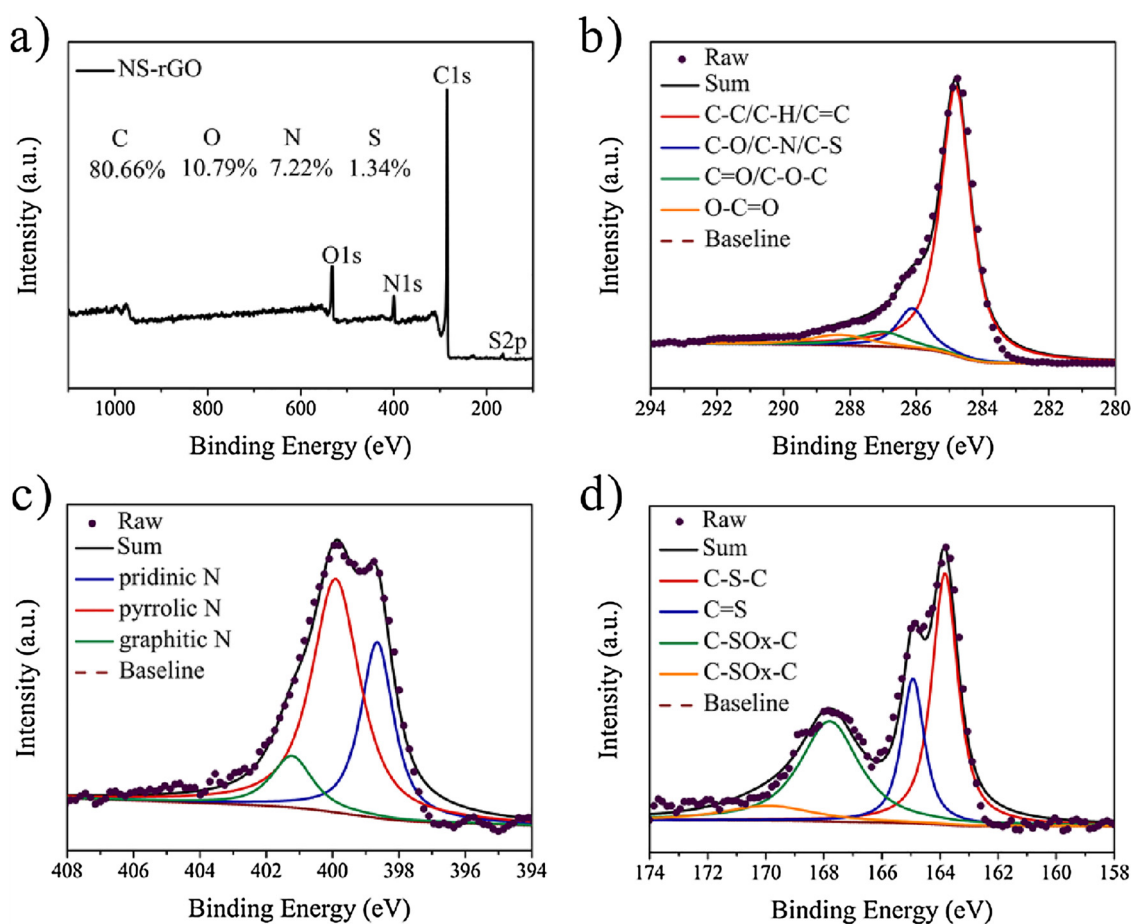 a)
NS-rGO
C O N S
80.66% 10.79% 7.22% 1.34%
C1s
O1s
N1s
S2p
Intensity (a.u.)
1000 800 600 400 200
Binding Energy (eV)
b)
Raw
Sum
C-C/C-H/C=C
C-O/C-N/C-S
C=O/C-O-C
O-C=O
Baseline
Intensity (a.u.)
294 292 290 288 286 284 282 280
Binding Energy (eV)
c)
Raw
Sum
pridinic N
pyrrolic N
graphitic N
Baseline
Intensity (a.u.)
408 406 404 402 400 398 396 394
Binding Energy (eV)
d)
Raw
Sum
C-S-C
C=S
C-SOx-C
C-SOx-C
Baseline
Intensity (a.u.)
174 172 170 168 166 164 162 160 158
Binding Energy (eV)